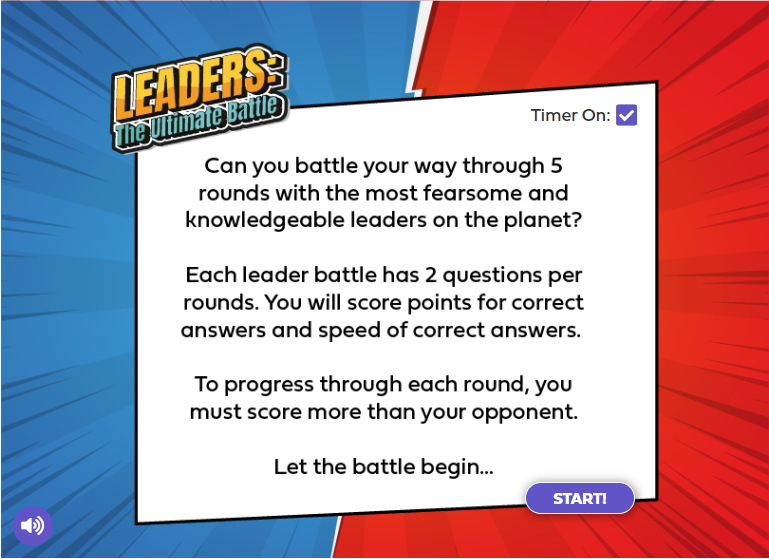 LEADERS:
The Ultimate Battle
Timer On:
Can you battle your way through 5
rounds with the most fearsome and
knowledgeable leaders on the planet?
Each leader battle has 2 questions per
rounds. You will score points for correct
answers and speed of correct answers.
To progress through each round, you
must score more than your opponent.
Let the battle begin...
START!